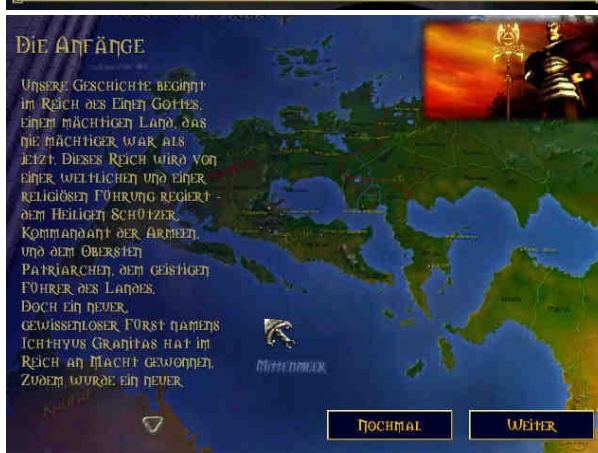 Die Anfänge
Unsere Geschichte beginnt
im Reich des Einen Gottes,
einem mächtigen Land, das
nie mächtiger war als
jetzt. Dieses Reich wird von
einer weltlichen und einer
religiösen Führung regiert -
dem Heiligen Schützer,
Kommandant der Armeen,
und dem Obersten
Patriarchen, dem geistigen
Führer des Landes.
Doch ein neuer,
gewissenloser Fürst namens
Ichthyus Granitas hat im
Reich an Macht gewonnen.
Zudem wurde ein neuer
Mittenmeer
Nochmal
Weiter